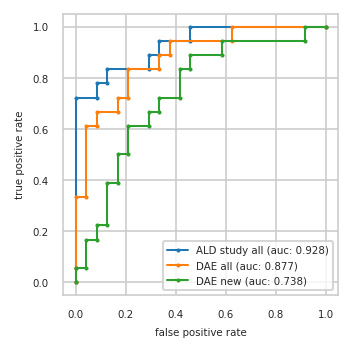 1.0
0.8
0.6
0.4
0.2
0.0
true positive rate
ALD study all (auc: 0.928)
DAE all (auc: 0.877)
DAE new (auc: 0.738)
0.0 0.2 0.4 0.6 0.8 1.0
false positive rate